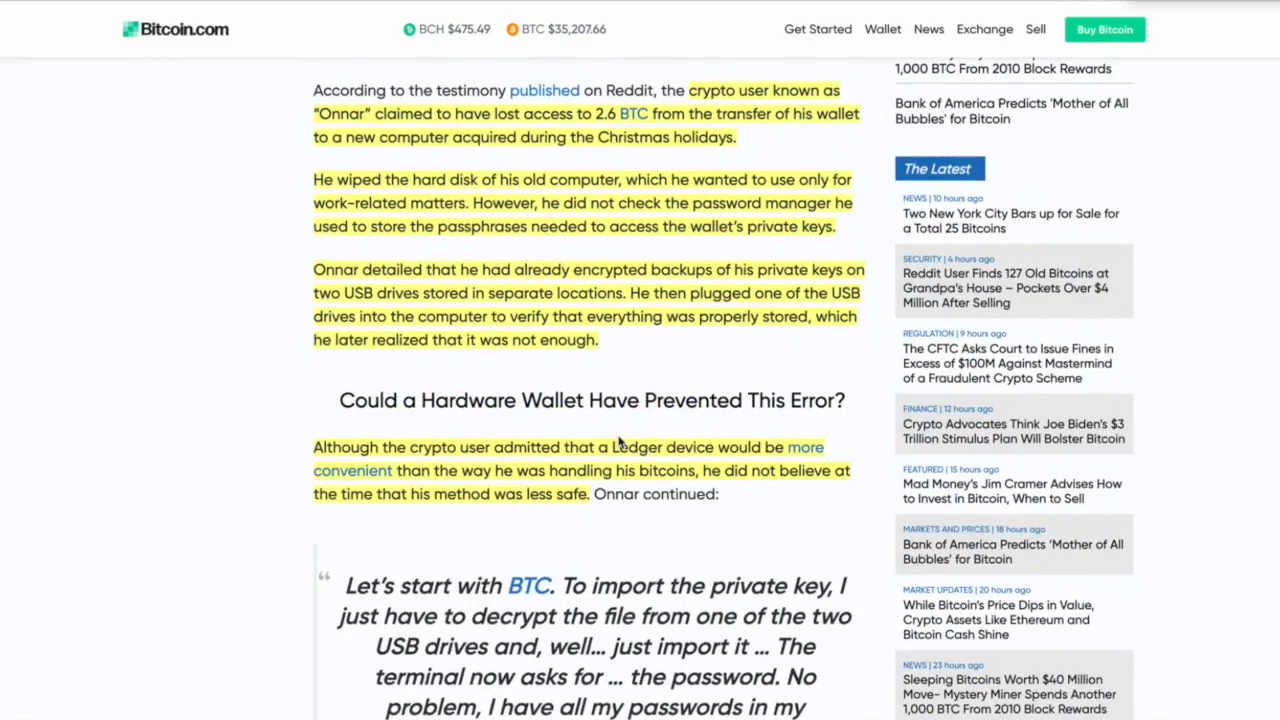 Bitcoin.com
BCH $475.49
BTC $35,207.66
Get Started
Wallet
News
Exchange
Sell
Buy Bitcoin
According to the testimony published on Reddit, the crypto user known as
“Onnar” claimed to have lost access to 2.6 BTC from the transfer of his wallet
to a new computer acquired during the Christmas holidays.
He wiped the hard disk of his old computer, which he wanted to use only for
work-related matters. However, he did not check the password manager he
used to store the passphrases needed to access the wallet’s private keys.
Onnar detailed that he had already encrypted backups of his private keys on
two USB drives stored in separate locations. He then plugged one of the USB
drives into the computer to verify that everything was properly stored, which
he later realized that it was not enough.
Could a Hardware Wallet Have Prevented This Error?
Although the crypto user admitted that a Ledger device would be more
convenient than the way he was handling his bitcoins, he did not believe at
the time that his method was less safe. Onnar continued:
“ Let’s start with BTC. To import the private key, I
just have to decrypt the file from one of the two
USB drives and, well… just import it … The
terminal now asks for … the password. No
problem, I have all my passwords in my
1,000 BTC From 2010 Block Rewards
Bank of America Predicts 'Mother of All
Bubbles' for Bitcoin
The Latest
NEWS | 10 hours ago
Two New York City Bars up for Sale for
a Total 25 Bitcoins
SECURITY | 4 hours ago
Reddit User Finds 127 Old Bitcoins at
Grandpa’s House – Pockets Over $4
Million After Selling
REGULATION | 9 hours ago
The CFTC Asks Court to Issue Fines in
Excess of $100M Against Mastermind
of a Fraudulent Crypto Scheme
FINANCE | 12 hours ago
Crypto Advocates Think Joe Biden’s $3
Trillion Stimulus Plan Will Bolster Bitcoin
FEATURED | 15 hours ago
Mad Money’s Jim Cramer Advises How
to Invest in Bitcoin, When to Sell
MARKETS AND PRICES | 18 hours ago
Bank of America Predicts ‘Mother of All
Bubbles’ for Bitcoin
MARKET UPDATES | 20 hours ago
While Bitcoin’s Price Dips in Value,
Crypto Assets Like Ethereum and
Bitcoin Cash Shine
NEWS | 23 hours ago
Sleeping Bitcoins Worth $40 Million
Move- Mystery Miner Spends Another
1,000 BTC From 2010 Block Rewards